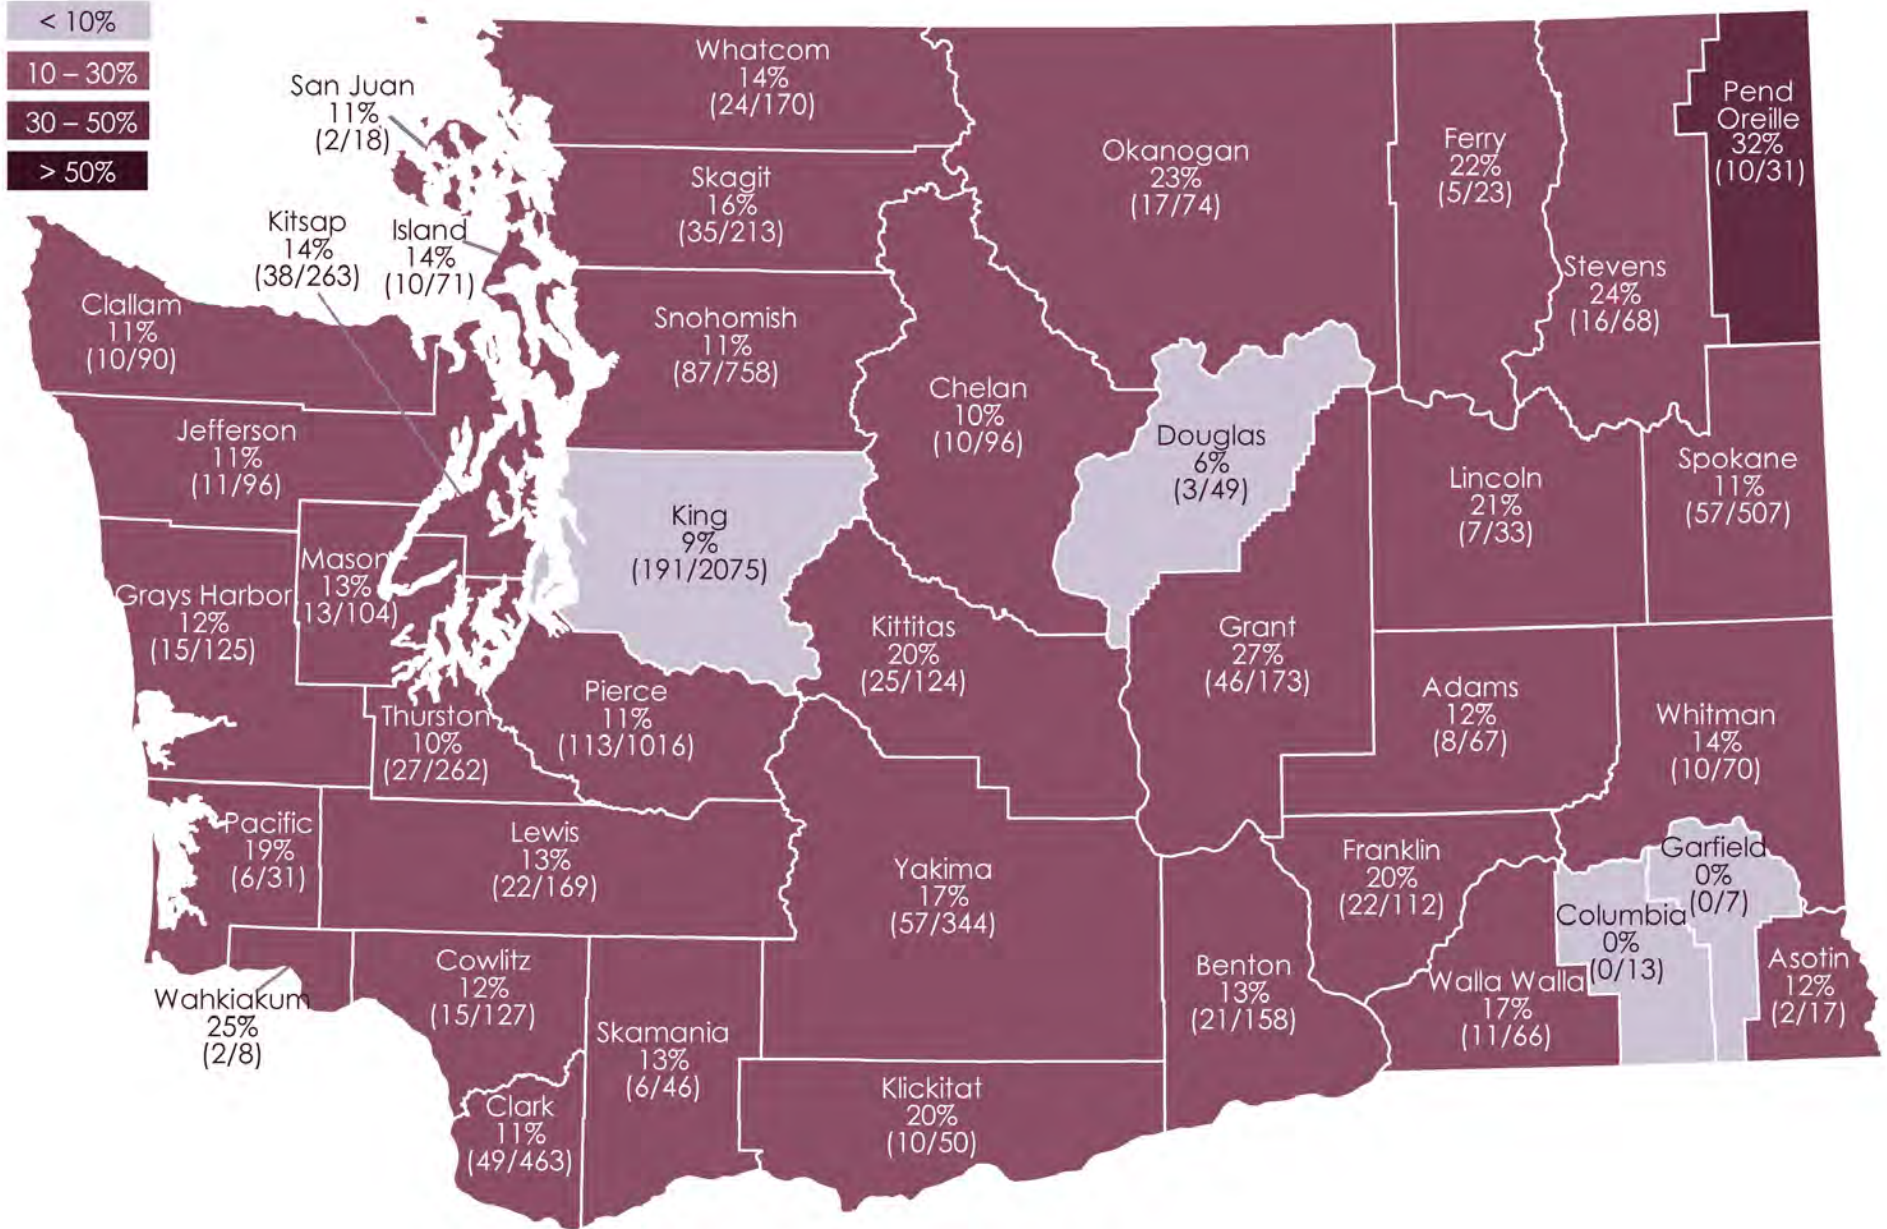 < 10%
10 – 30%
30 – 50%
> 50%
Whatcom
14%
(24/170)
San Juan
11%
(2/18)
Skagit
16%
(35/213)
Okanogan
23%
(17/74)
Ferry
22%
(5/23)
Pend
Oreille
32%
(10/31)
Kitsap
14%
(38/263)
Island
14%
(10/71)
Stevens
24%
(16/68)
Clallam
11%
(10/90)
Snohomish
11%
(87/758)
Chelan
10%
(10/96)
Douglas
6%
(3/49)
Jefferson
11%
(11/96)
Lincoln
21%
(7/33)
Spokane
11%
(57/507)
King
9%
(191/2075)
Mason
13%
(13/104)
Grays Harbor
12%
(15/125)
Kittitas
20%
(25/124)
Grant
27%
(46/173)
Adams
12%
(8/67)
Whitman
14%
(10/70)
Pierce
11%
(113/1016)
Thurston
10%
(27/262)
Pacific
19%
(6/31)
Lewis
13%
(22/169)
Yakima
17%
(57/344)
Franklin
20%
(22/112)
Garfield
0%
(0/7)
Columbia
0%
(0/13)
Asotin
12%
(2/17)
Walla Walla
17%
(11/66)
Benton
13%
(21/158)
Wahkiakum
25%
(2/8)
Cowlitz
12%
(15/127)
Skamania
13%
(6/46)
Klickitat
20%
(10/50)
Clark
11%
(49/463)